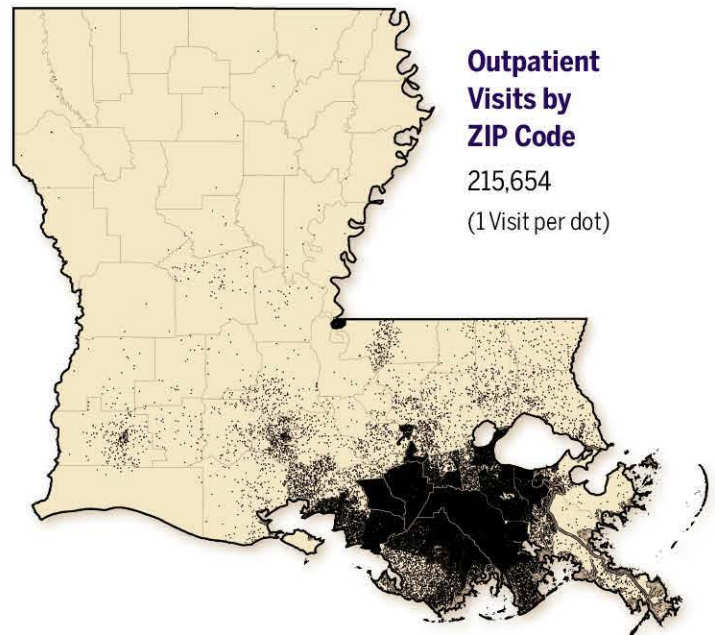 Outpatient
Visits by
ZIP Code
215,654
(1 Visit per dot)